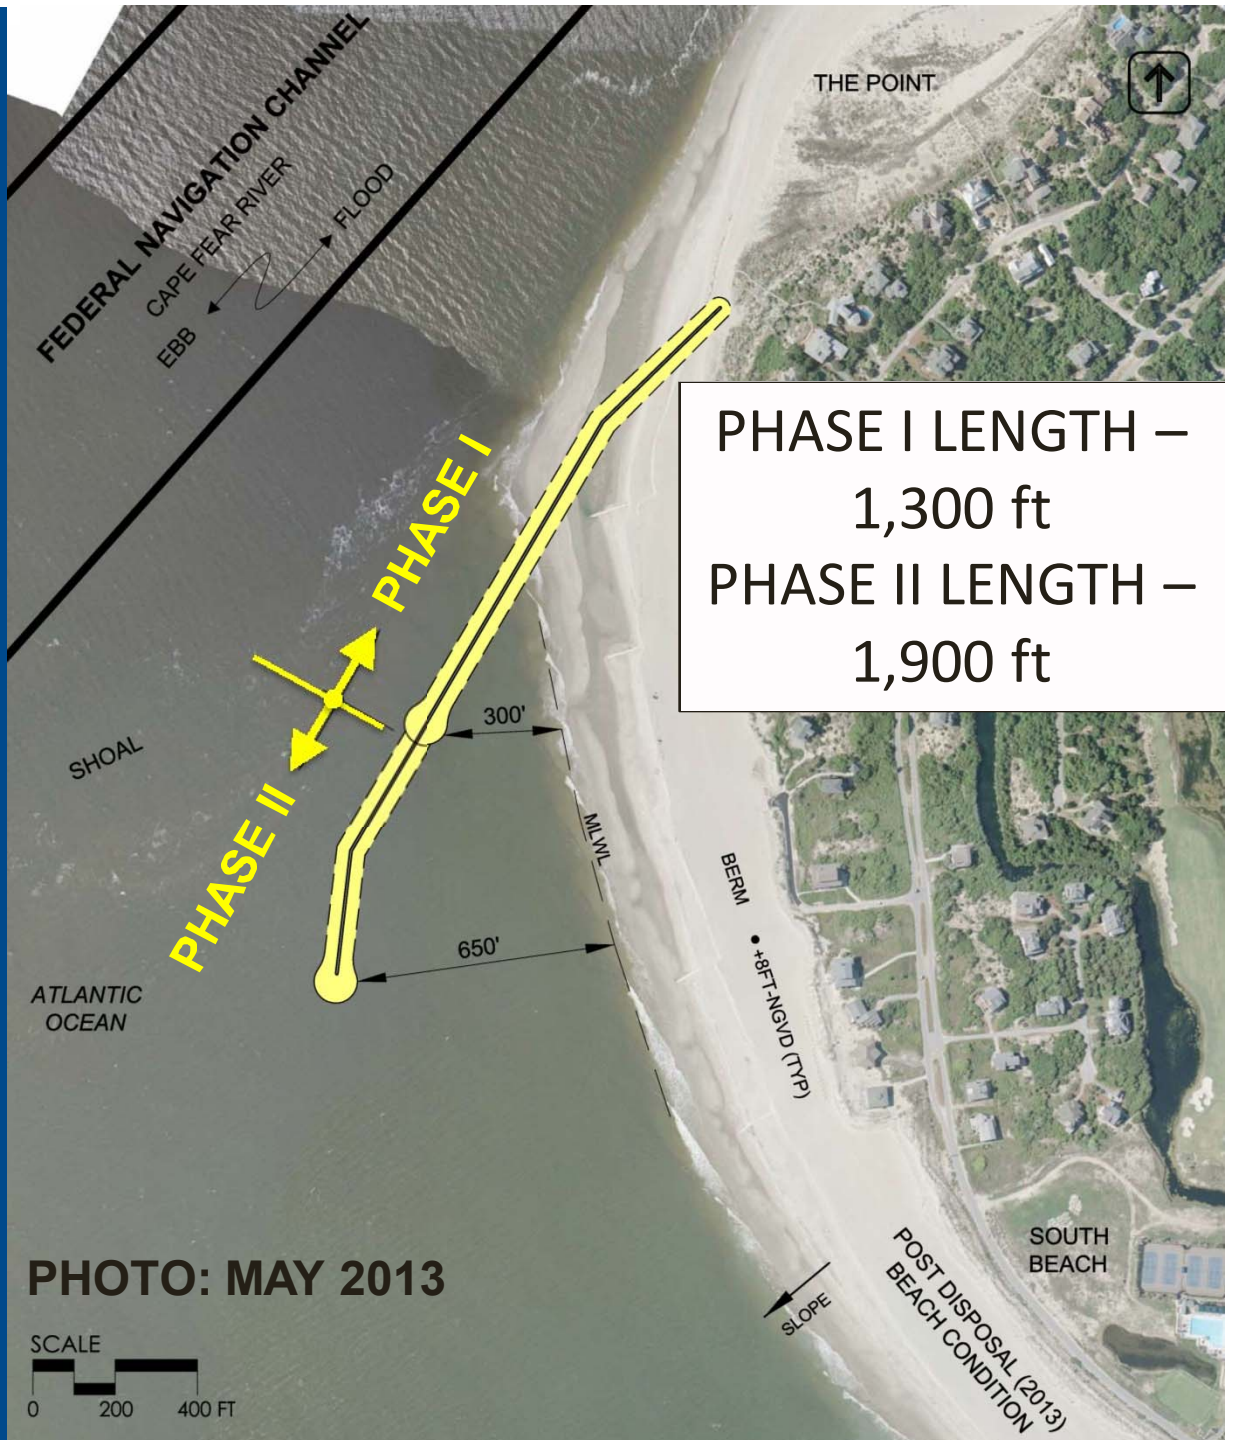 THE POINT
FEDERAL NAVIGATION CHANNEL
CAPE FEAR RIVER
FLOOD
EBB
PHASE I
PHASE I LENGTH –
1,300 ft
PHASE II LENGTH –
1,900 ft
300'
SHOAL
PHASE II
MLWL
BERM
650'
+8FT-NGVD (TYP)
ATLANTIC
OCEAN
SOUTH
BEACH
POST DISPOSAL (2013)
BEACH CONDITION
PHOTO: MAY 2013
SLOPE
SCALE
0 200 400 FT